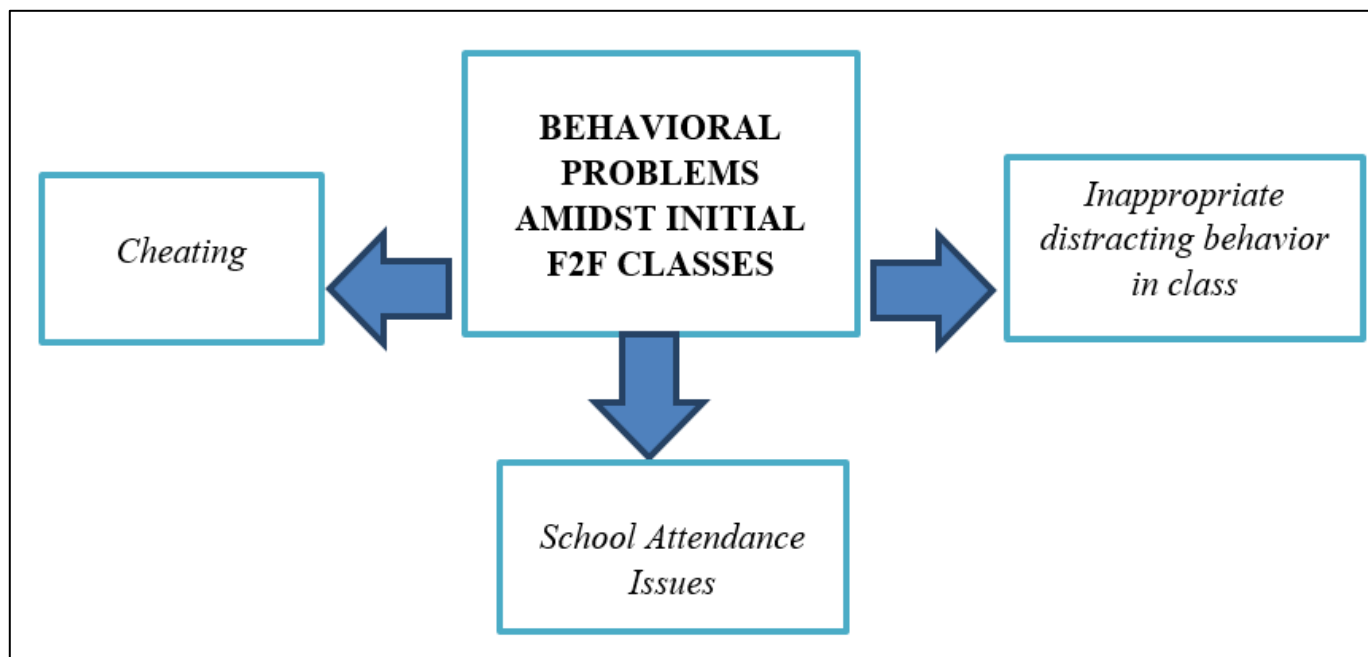 BEHAVIORAL
PROBLEMS
AMIDST INITIAL
F2F CLASSES
Cheating
Inappropriate
distracting behavior
in class
School Attendance
Issues